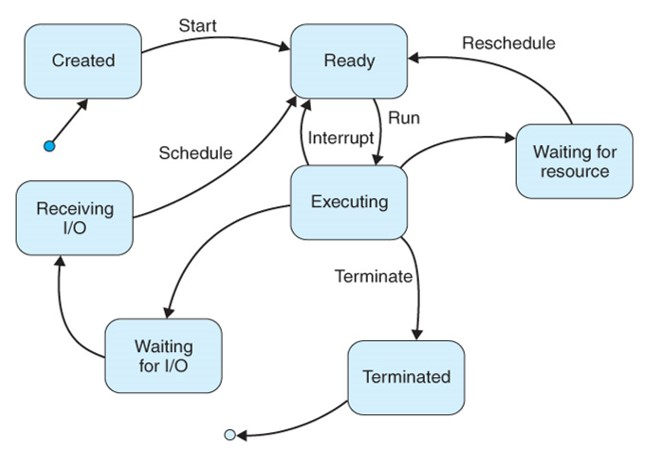 Start
Reschedule
Created
Ready
Run
Interrupt
Schedule
Waiting for
resource
Executing
Receiving
I/O
Terminate
Waiting
for I/O
Terminated